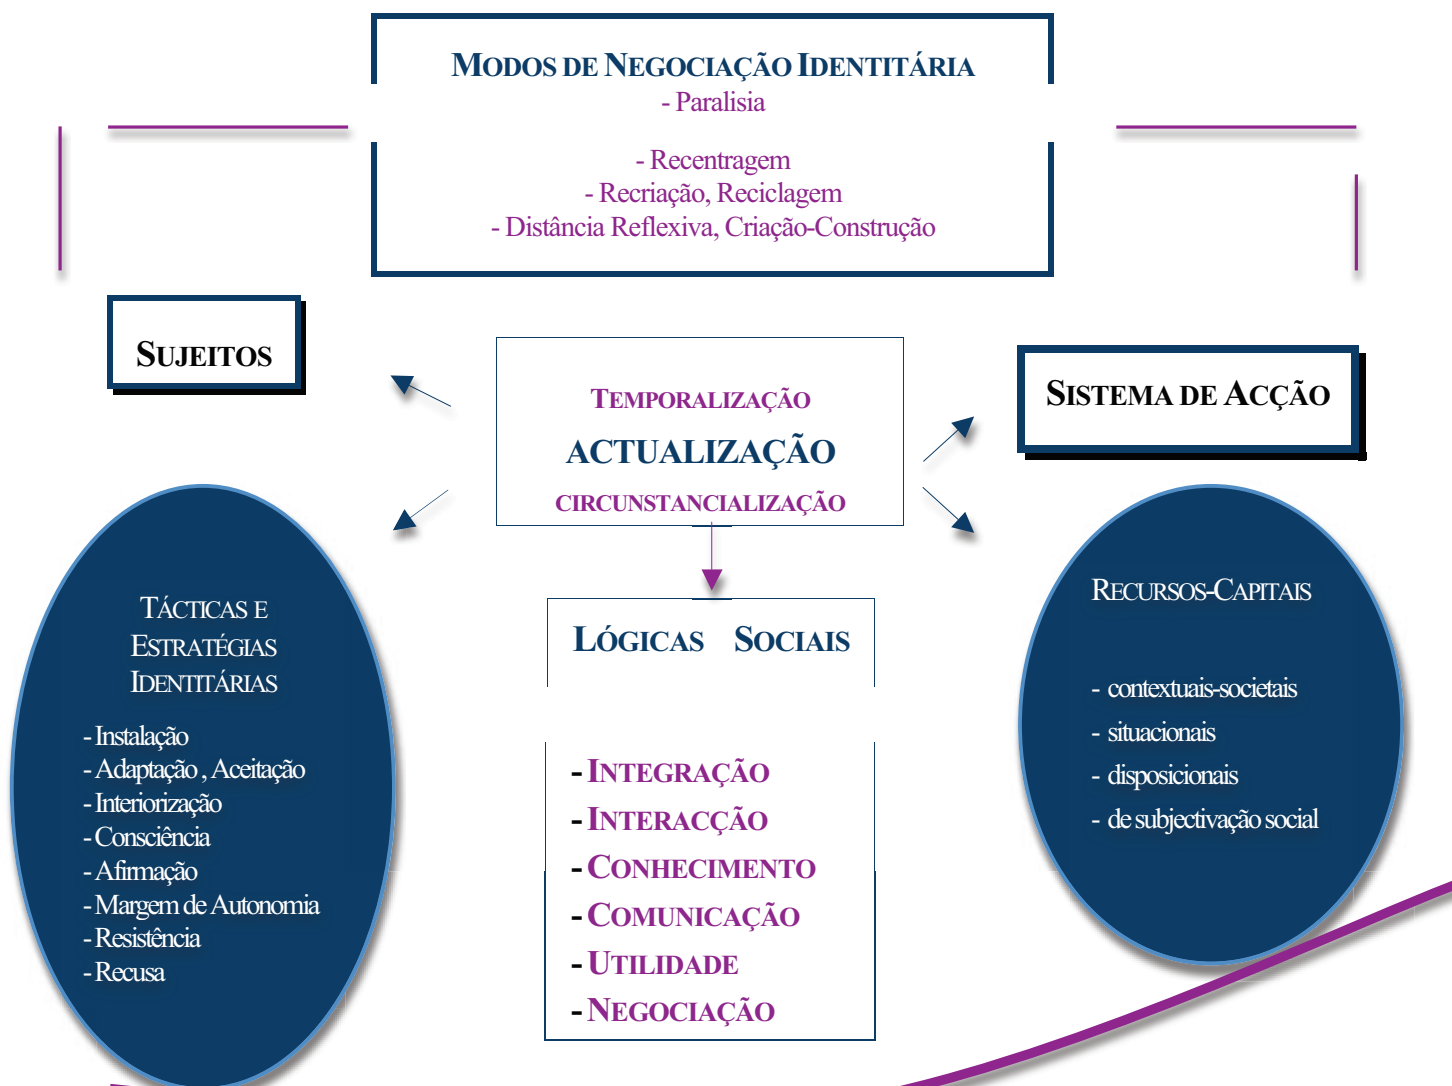 MODOS DE NEGOCIAÇÃO IDENTITÁRIA
- Paralisia
- Recentragem
- Recriação, Reciclagem
- Distância Reflexiva, Criação-Construção
SUJEITOS
TEMPORALIZAÇÃO
ACTUALIZAÇÃO
CIRCUNSTANCIALIZAÇÃO
SISTEMA DE ACÇÃO
TÁCTICAS E
ESTRATÉGIAS
IDENTITÁRIAS
- Instalação
- Adaptação , Aceitação
- Interiorização
- Consciência
- Afirmação
- Margem de Autonomia
- Resistência
- Recusa
LÓGICAS SOCIAIS
- INTEGRAÇÃO
- INTERACÇÃO
- CONHECIMENTO
- COMUNICAÇÃO
- UTILIDADE
- NEGOCIAÇÃO
RECURSOS-CAPITAIS
- contextuais-societais
- situacionais
- disposicionais
- de subjectivação social